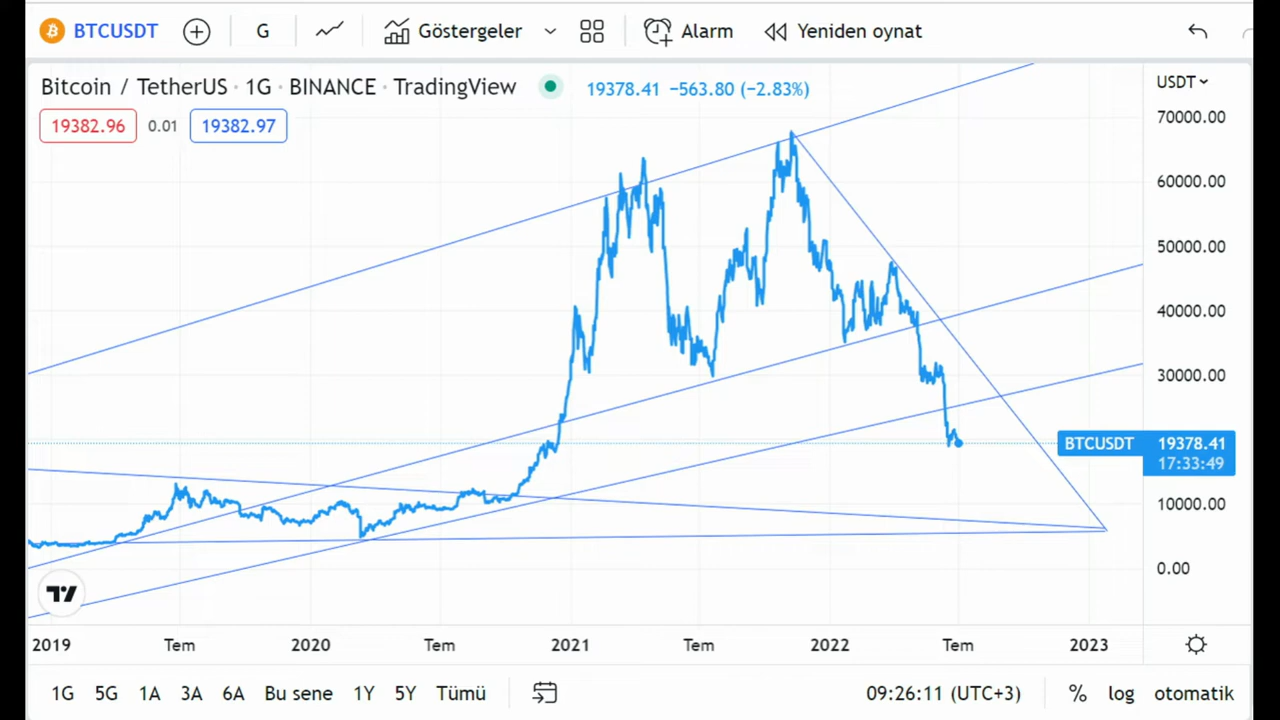 BTCUSDT G Göstergeler Alarm Yeniden oynat
Bitcoin / TetherUS · 1G · BINANCE · TradingView 19378.41 −563.80 (−2.83%)
USDT
19382.96 0.01 19382.97
70000.00
60000.00
50000.00
40000.00
30000.00
BTCUSDT 19378.41
17:33:49
10000.00
0.00
2019 Tem 2020 Tem 2021 Tem 2022 Tem 2023
1G 5G 1A 3A 6A Bu sene 1Y 5Y Tümü 09:26:11 (UTC+3) % log otomatik